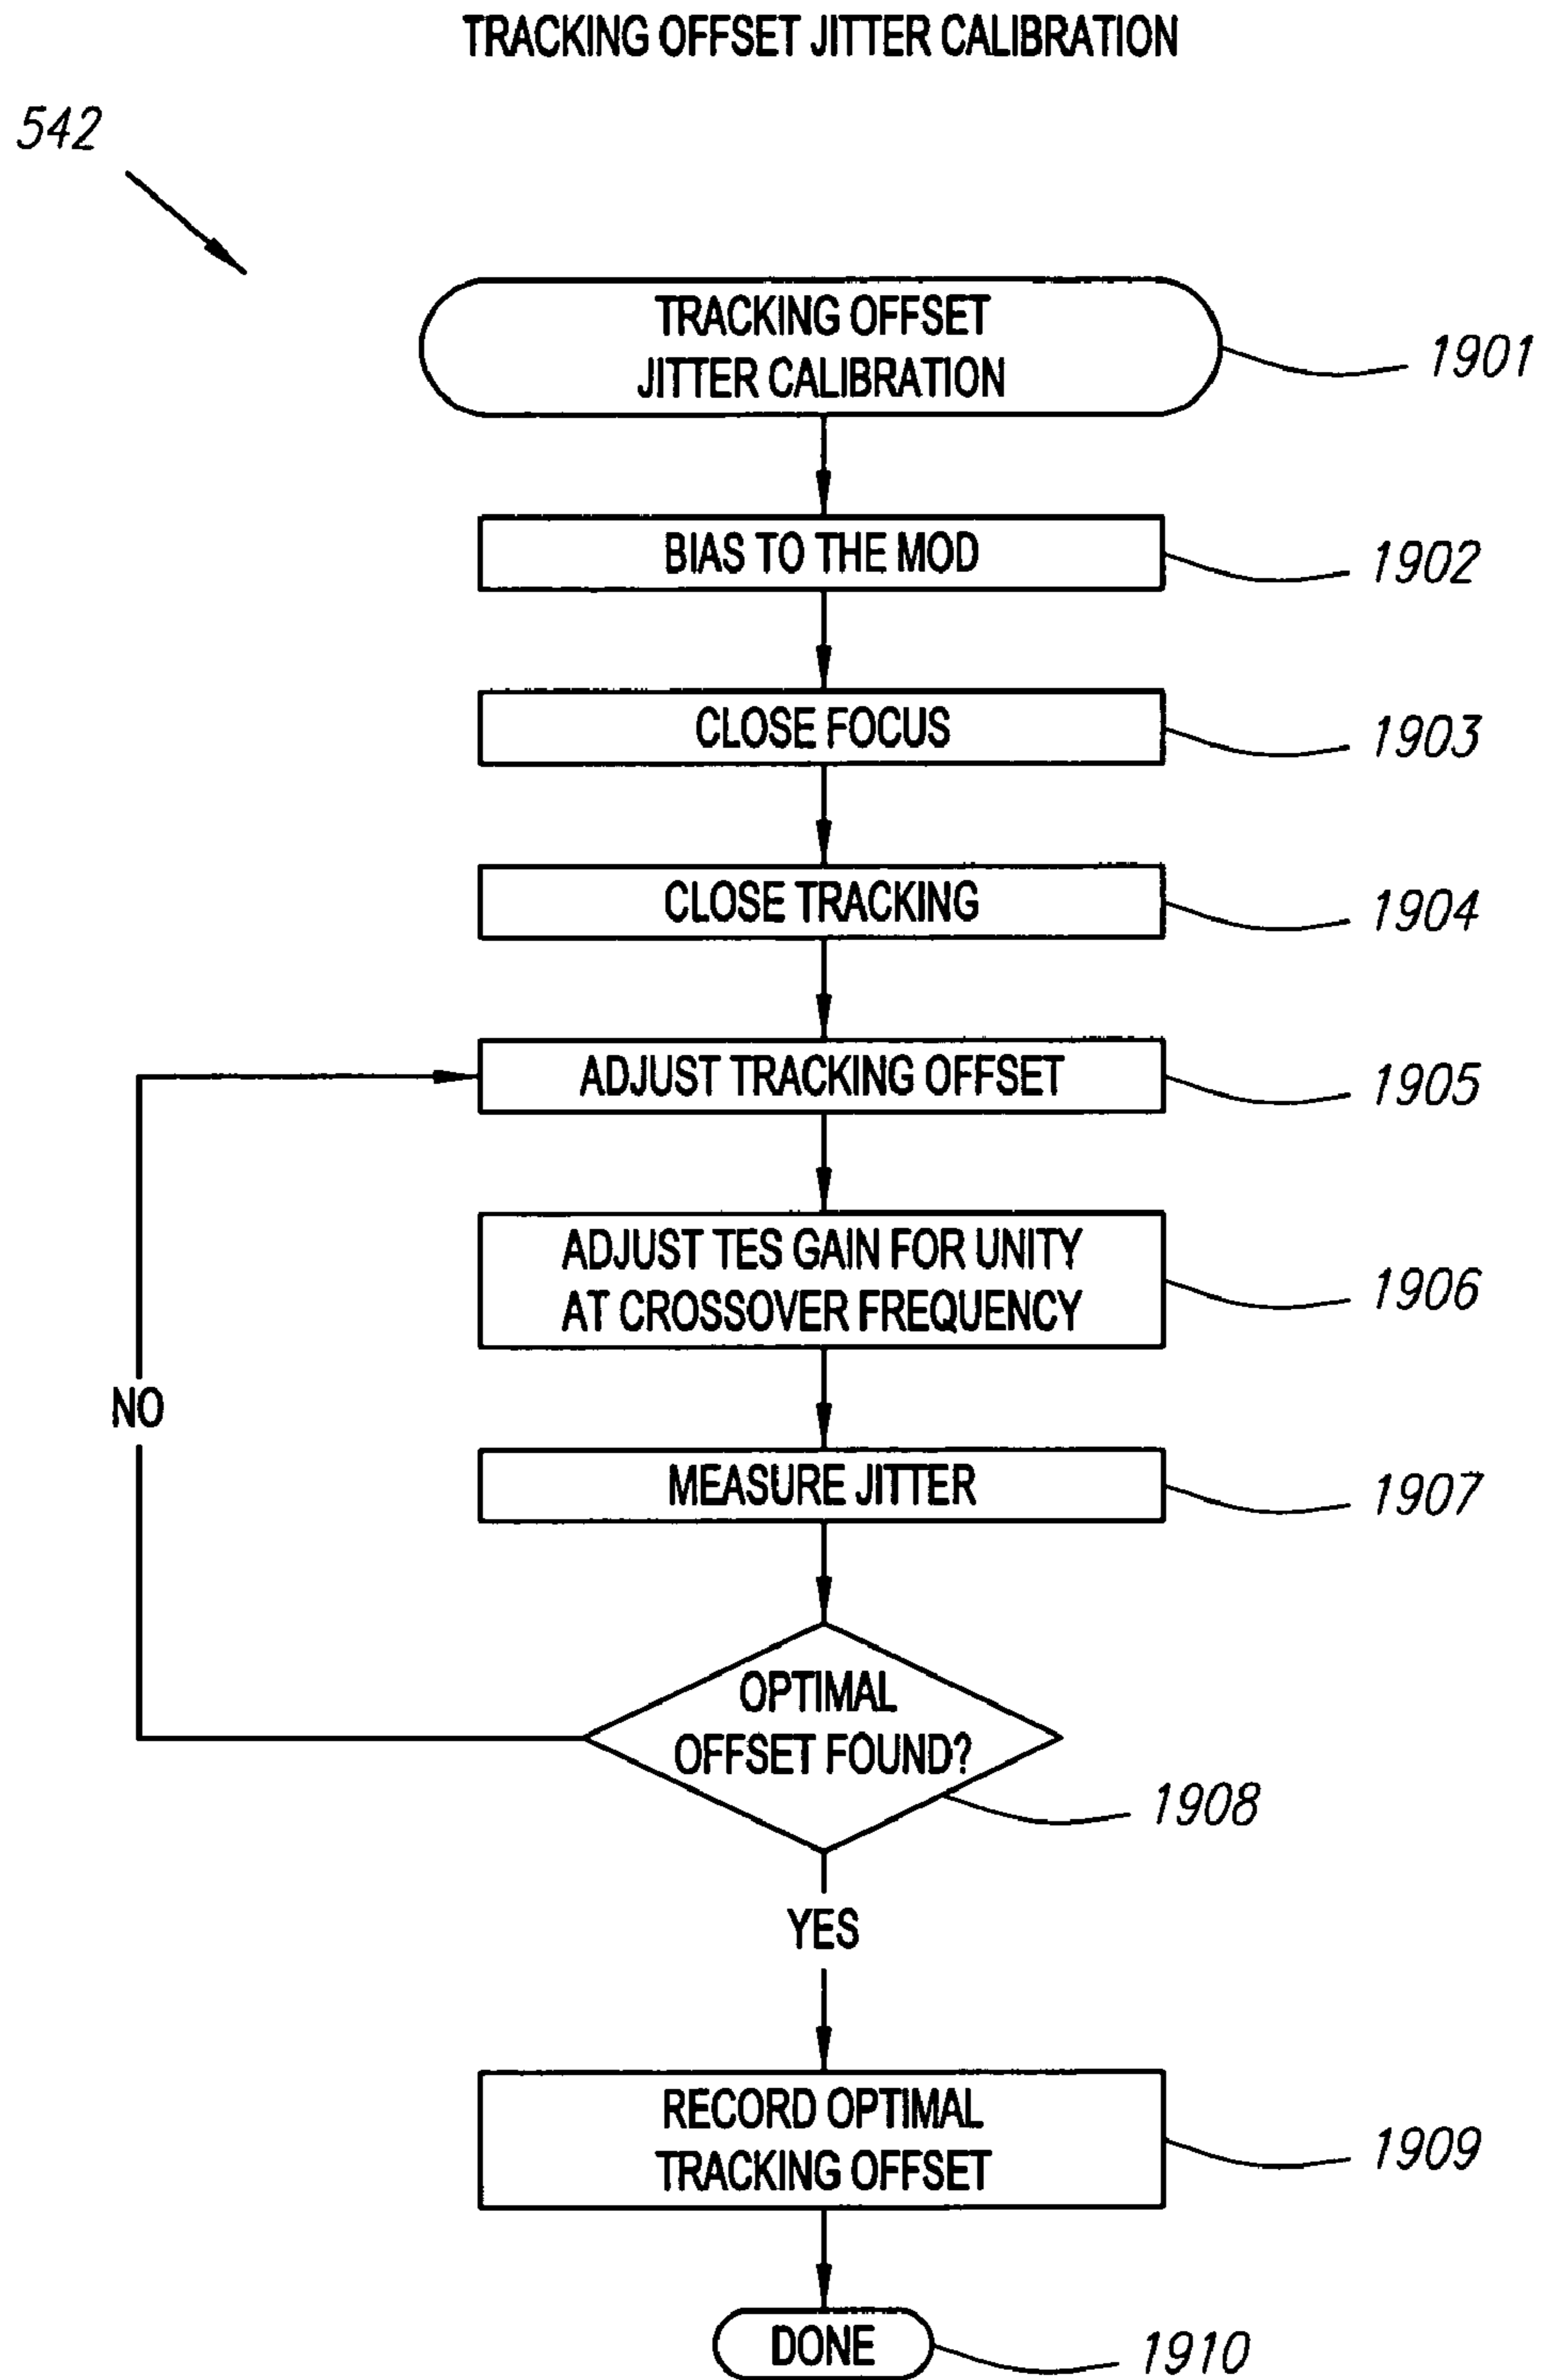 TRACKING OFFSET JITTER CALIBRATION
542
TRACKING OFFSET
JITTER CALIBRATION
1901
BIAS TO THE MOD
1902
CLOSE FOCUS
1903
CLOSE TRACKING
1904
ADJUST TRACKING OFFSET
1905
ADJUST TES GAIN FOR UNITY
AT CROSSOVER FREQUENCY
1906
NO
MEASURE JITTER
1907
OPTIMAL
OFFSET FOUND?
1908
YES
RECORD OPTIMAL
TRACKING OFFSET
1909
DONE
1910